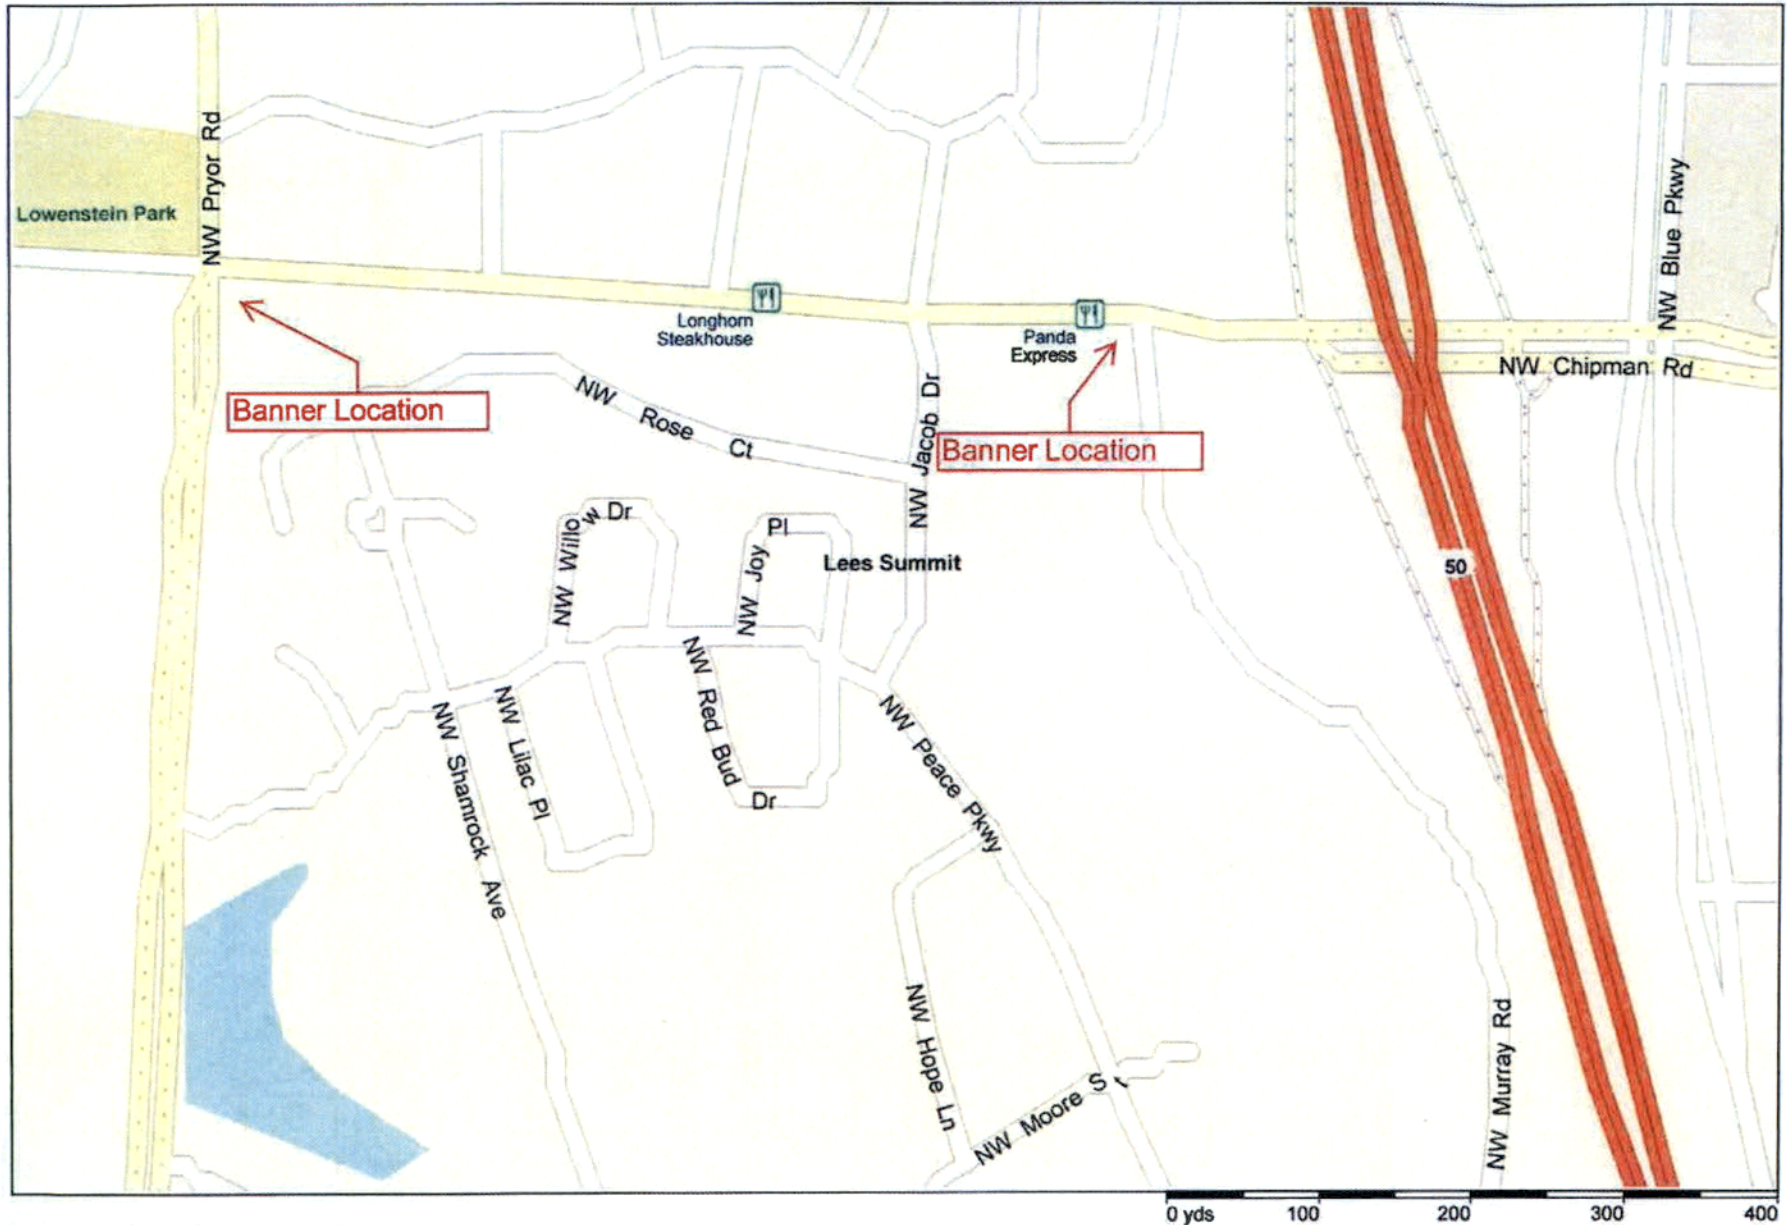 NW Pryor Rd
Lowenstein Park
NW Blue Pkwy
Longhorn
Steakhouse
Panda
Express
NW Chipman Rd
Banner Location
NW Rose Ct
NW Jacob Dr
Banner Location
NW Willow Dr
NW Joy Pl
Lees Summit
50
NW Red Bud Dr
NW Lilac Pl
NW Shamrock Ave
NW Peace Pkwy
NW Hope Ln
NW Moore S
NW Murray Rd
0 yds 100 200 300 400